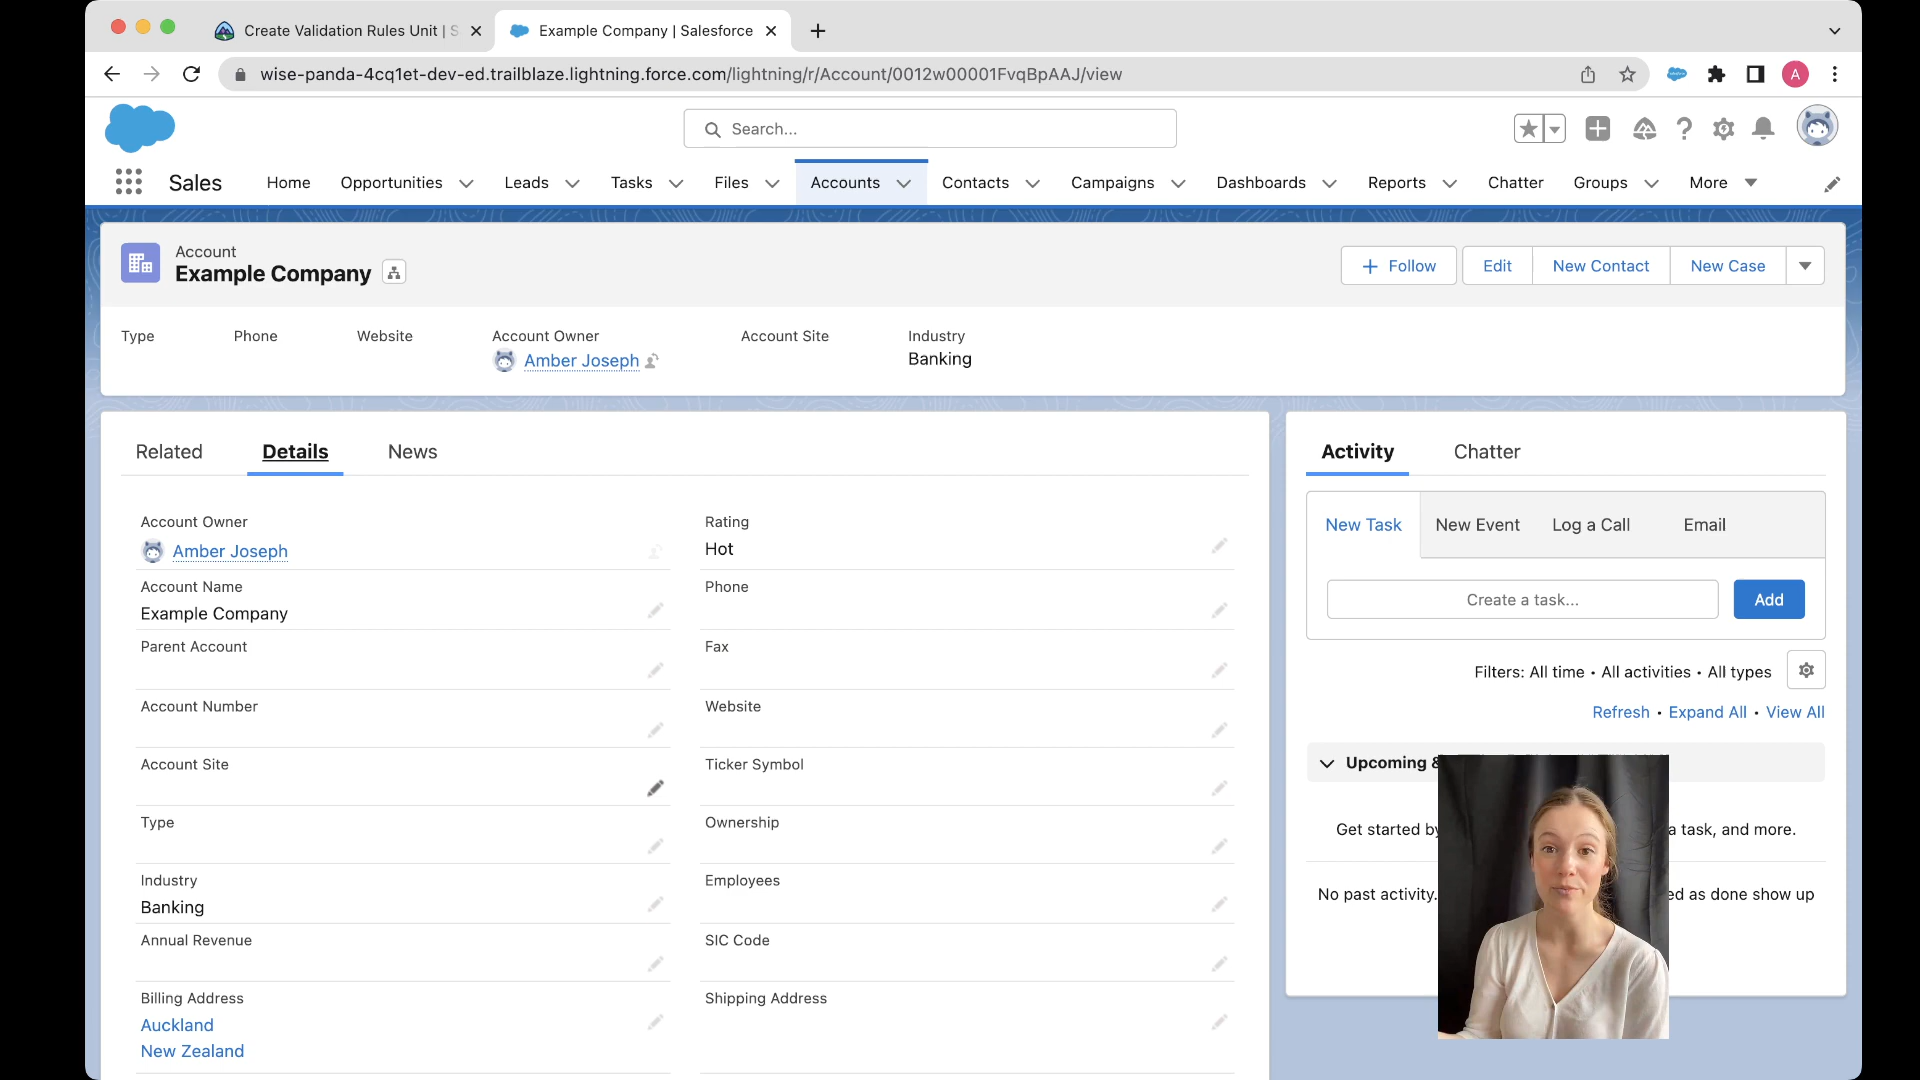 Create Validation Rules Unit | S
Example Company | Salesforce
wise-panda-4cq1et-dev-ed.trailblaze.lightning.force.com/lightning/r/Account/0012w00001FvqBpAAJ/view
A
Search...
Sales
Home
Opportunities
Leads
Tasks
Files
Accounts
Contacts
Campaigns
Dashboards
Reports
Chatter
Groups
More
Account
Example Company
Follow
Edit
New Contact
New Case
Type
Phone
Website
Account Owner
Amber Joseph
Account Site
Industry
Banking
Related
Details
News
Account Owner
Amber Joseph
Rating
Hot
Account Name
Example Company
Phone
Parent Account
Fax
Account Number
Website
Account Site
Ticker Symbol
Type
Ownership
Industry
Banking
Employees
Annual Revenue
SIC Code
Billing Address
Auckland
New Zealand
Shipping Address
Activity
Chatter
New Task
New Event
Log a Call
Email
Create a task...
Add
Filters: All time • All activities • All types
Refresh • Expand All • View All
Upcoming &
Get started by
a task, and more.
No past activity.
ed as done show up